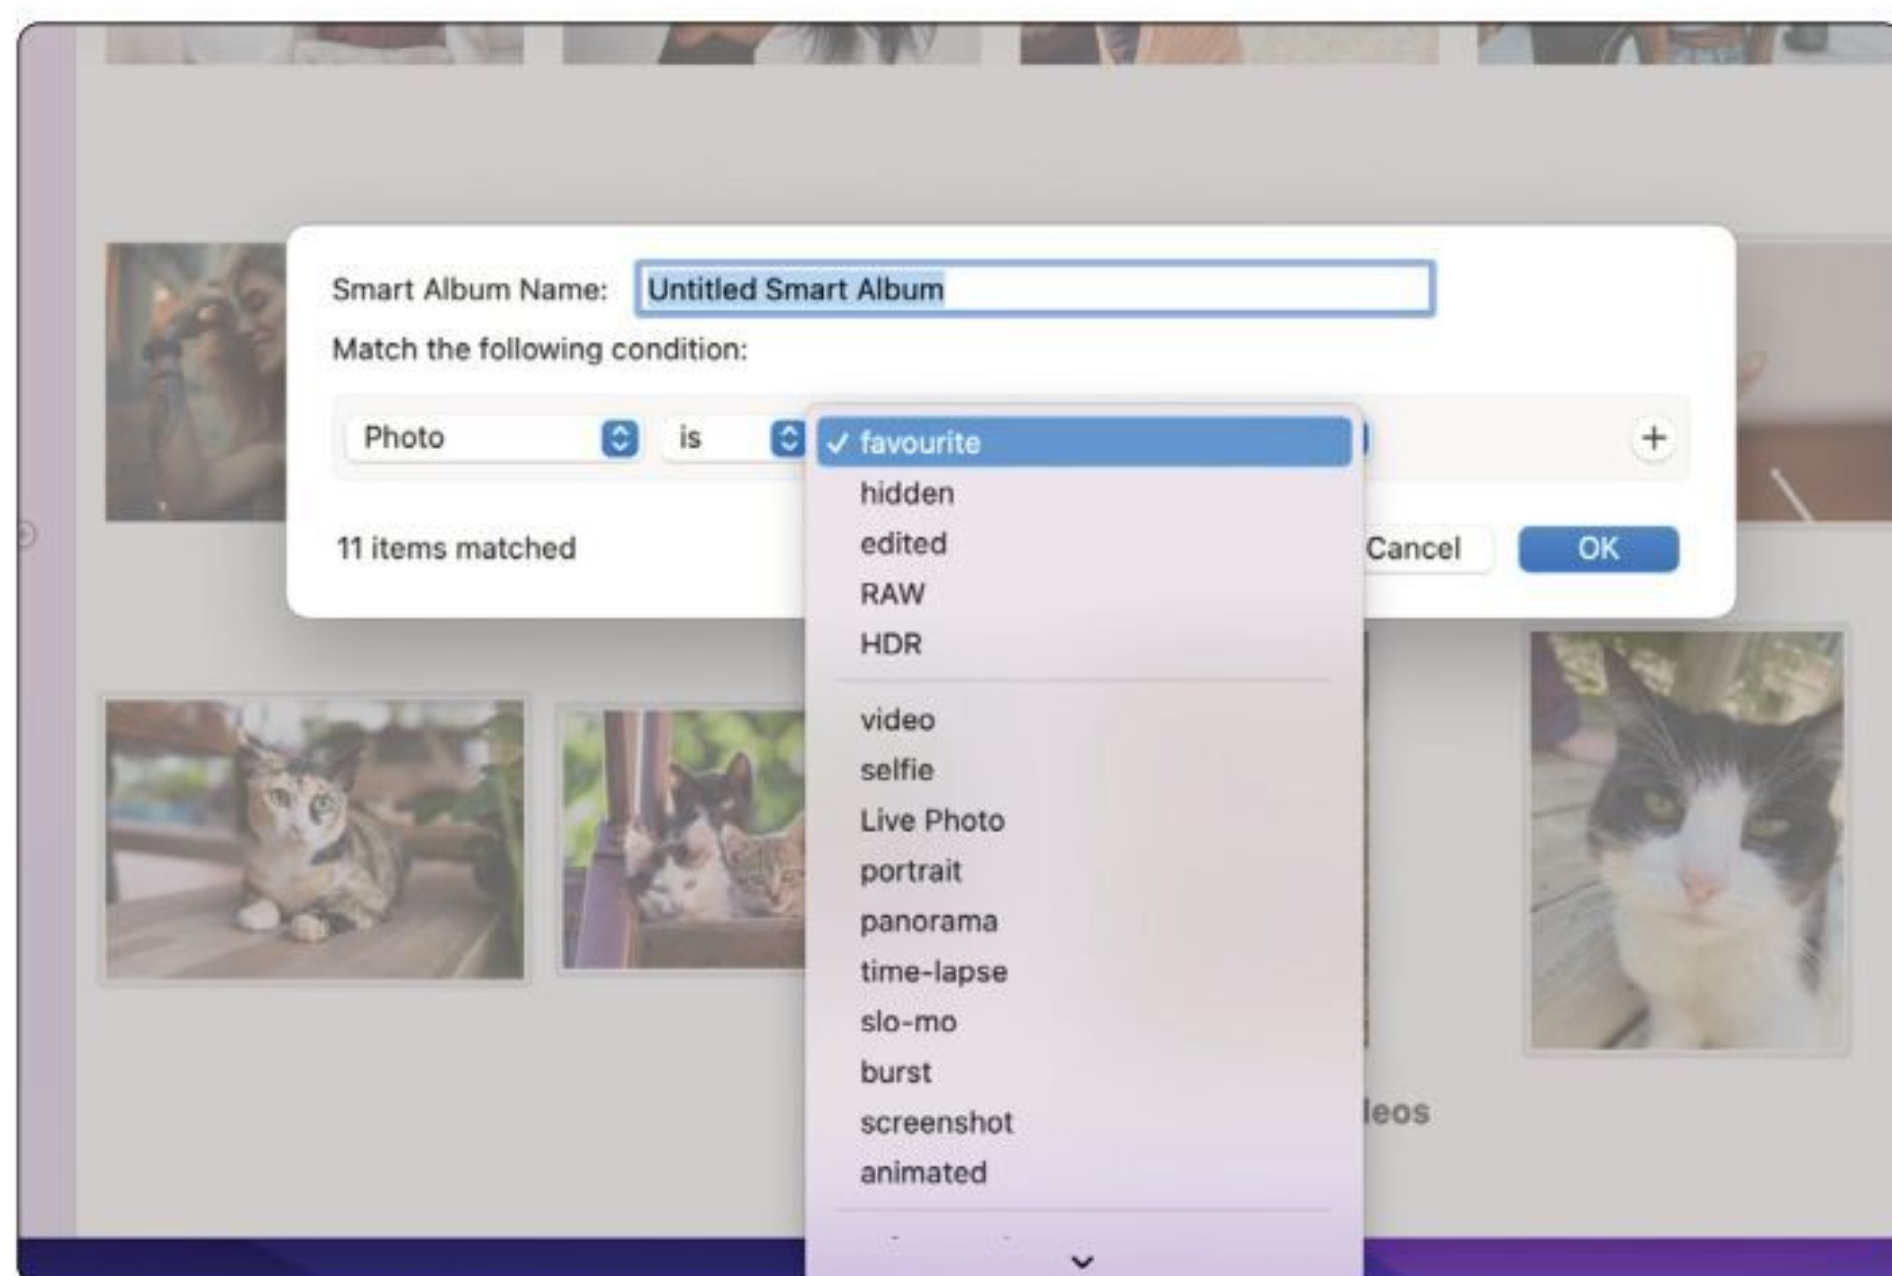 Smart Album Name: Untitled Smart Album
Match the following condition:
Photo is ✓ favourite +
hidden
edited
RAW
HDR
11 items matched Cancel OK
video
selfie
Live Photo
portrait
panorama
time-lapse
slo-mo
burst
screenshot
animated